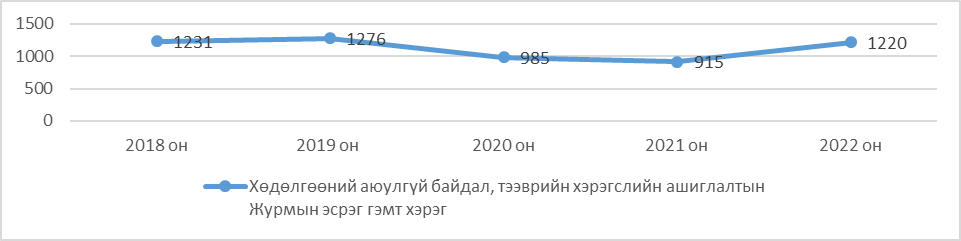 1500
1000
500
0
1231
1276
985
915
1220
2018 он
2019 он
2020 он
2021 он
2022 он
Хөдөлгөөний аюулгүй байдал, тээврийн хэрэгслийн ашиглалтын
Журмын эсрэг гэмт хэрэг